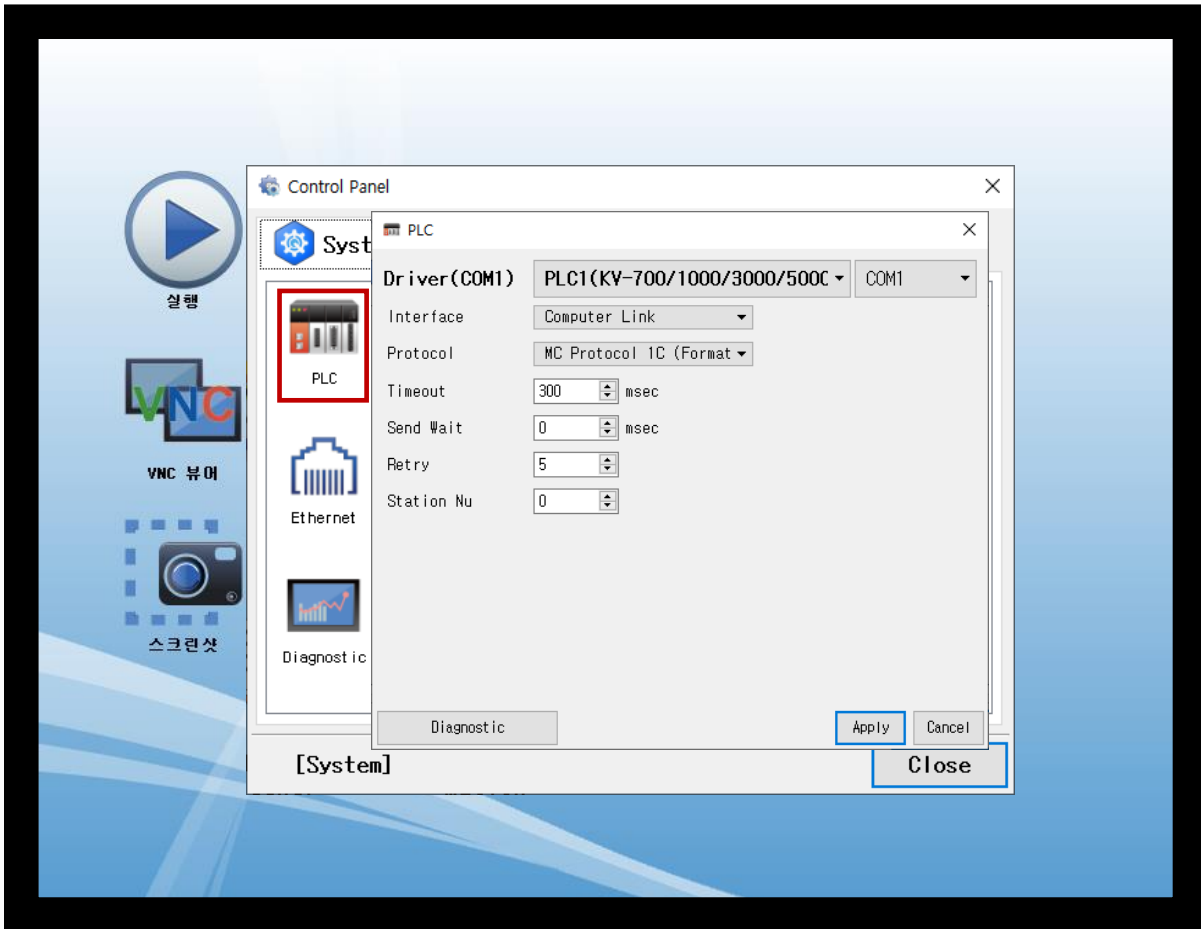 실행
VNC
VNC 뷰어
스크린샷
Control Panel
Syst
PLC
Ethernet
Diagnostic
PLC
Driver(COM1) PLC1(KV-700/1000/3000/500C COM1
Interface Computer Link
Protocol MC Protocol 1C (Format
Timeout 300 msec
Send Wait 0 msec
Retry 5
Station Nu 0
Diagnostic Apply Cancel
[System] Close